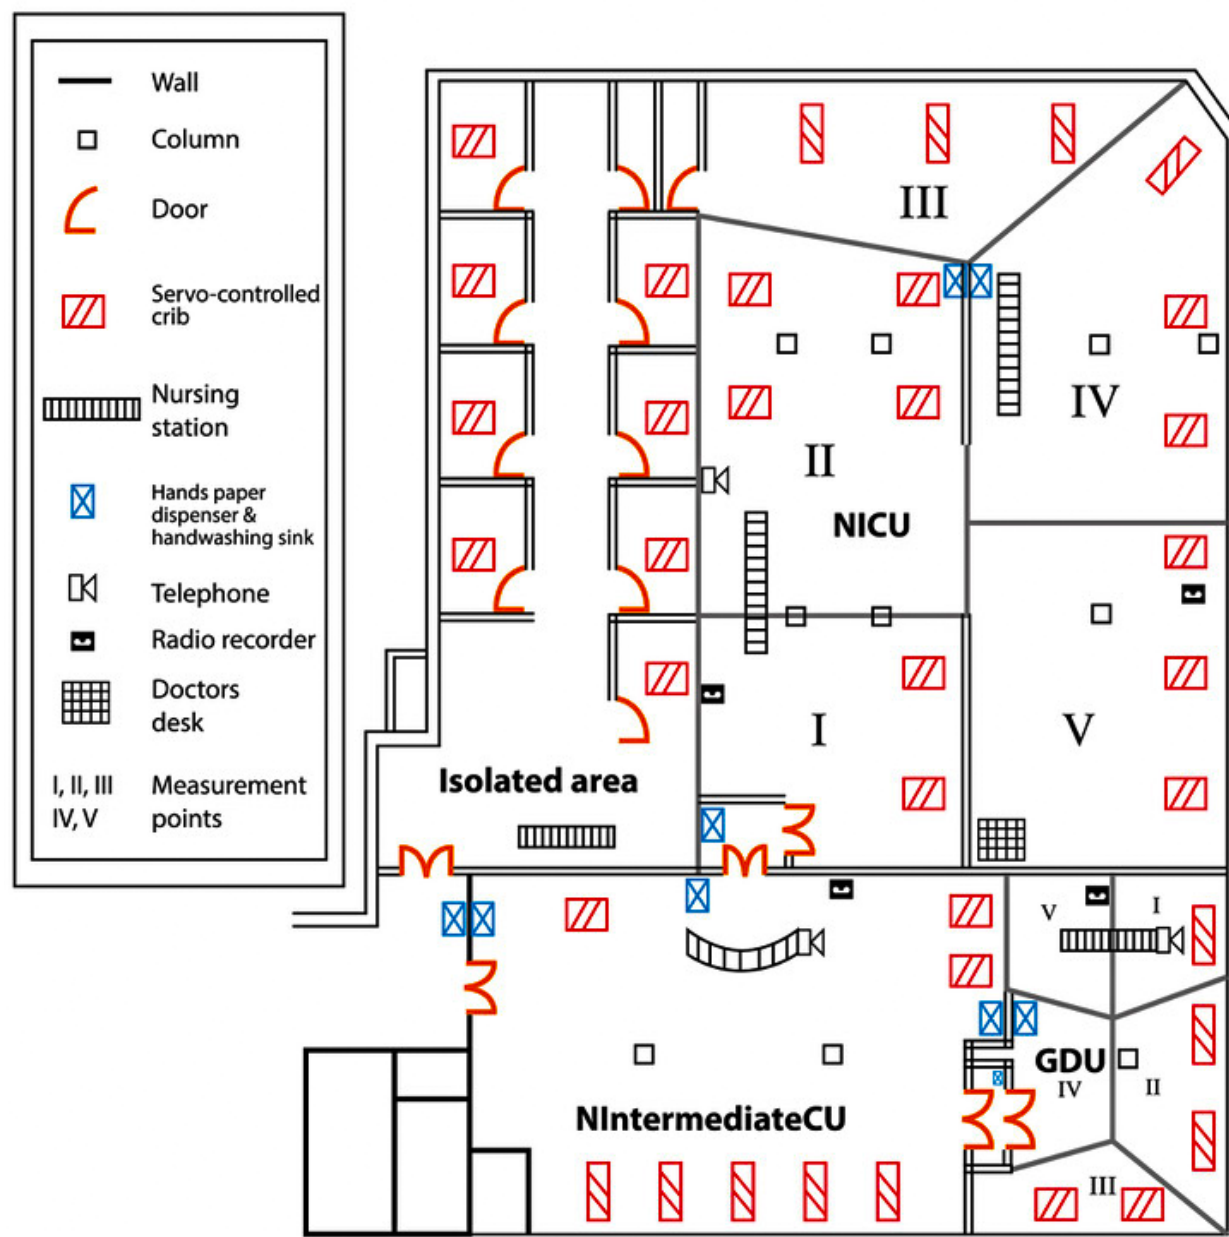 Wall
Column
Door
Servo-controlled
crib
Nursing
station
Hands paper
dispenser &
handwashing sink
Telephone
Radio recorder
Doctors
desk
I, II, III
IV, V
Measurement
points
III
IV
II
NICU
I
V
Isolated area
V
I
GDU
IV
II
NIntermediateCU
III